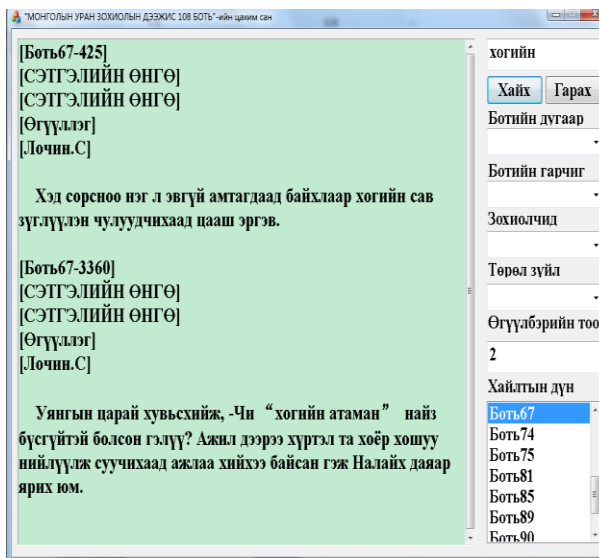 "МОНГОЛЫН УРАН ЗОХИОЛЫН ДЭЭЖИС 108 БОТЬ"-ийн цахим сан
[Боть67-425]
[СЭТГЭЛИЙН ӨНГӨ]
[СЭТГЭЛИЙН ӨНГӨ]
[Өгүүллэг]
[Лочин.С]
Хэд сорсноо нэг л эвгүй амтагдаад байхлаар хогийн сав
зүглүүлэн чулуудчихаад цааш эргэв.
[Боть67-3360]
[СЭТГЭЛИЙН ӨНГӨ]
[СЭТГЭЛИЙН ӨНГӨ]
[Өгүүллэг]
[Лочин.С]
Уянгын царай хувьсхийж, -Чи “хогийн атаман” найз
бүсгүйтэй болсон гэлүү? Ажил дээрээ хүртэл та хоёр хошуу
нийлүүлж суучихаад ажлаа хийхээ байсан гэж Налайх даяар
ярих юм.
хогийн
Хайх Гарах
Ботийн дугаар
Ботийн гарчиг
Зохиолчид
Төрөл зүйл
Өгүүлбэрийн тоо
2
Хайлтын дүн
Боть67
Боть74
Боть75
Боть81
Боть85
Боть89
Боть90